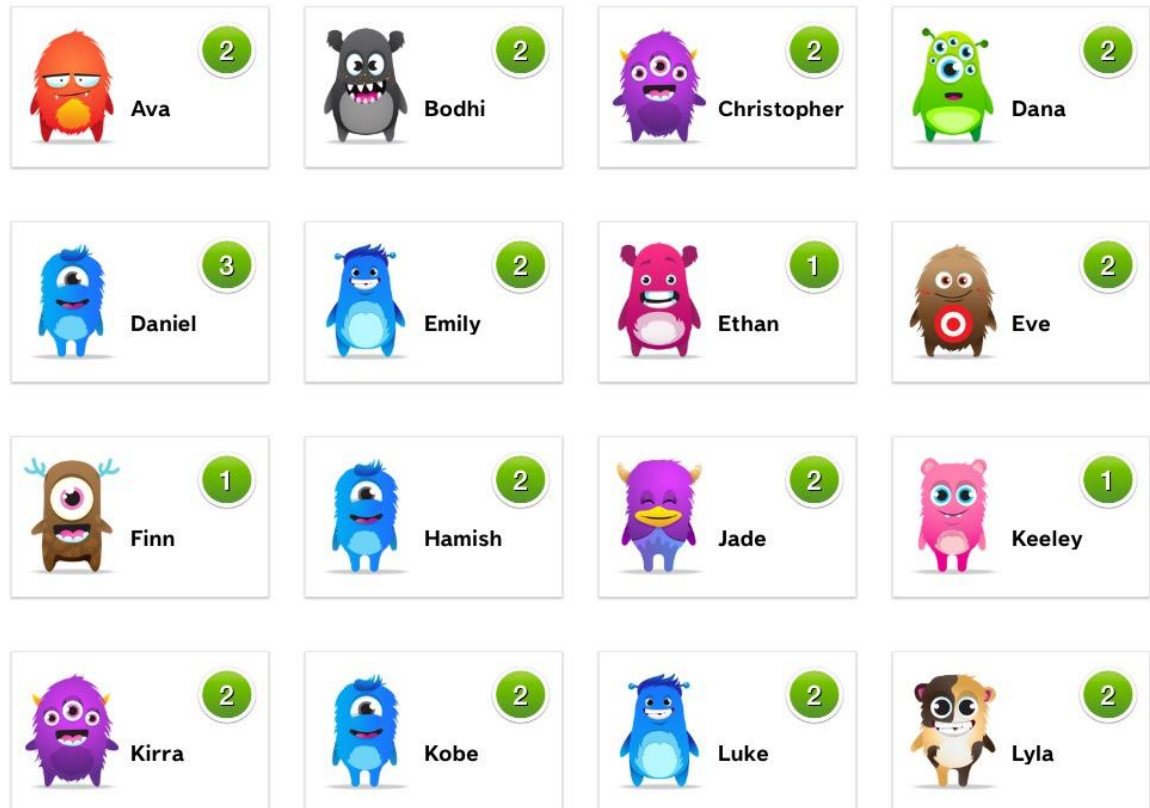 2
Ava
2
Bodhi
2
Christopher
2
Dana
3
Daniel
2
Emily
1
Ethan
2
Eve
1
Finn
2
Hamish
2
Jade
1
Keeley
2
Kirra
2
Kobe
2
Luke
2
Lyla